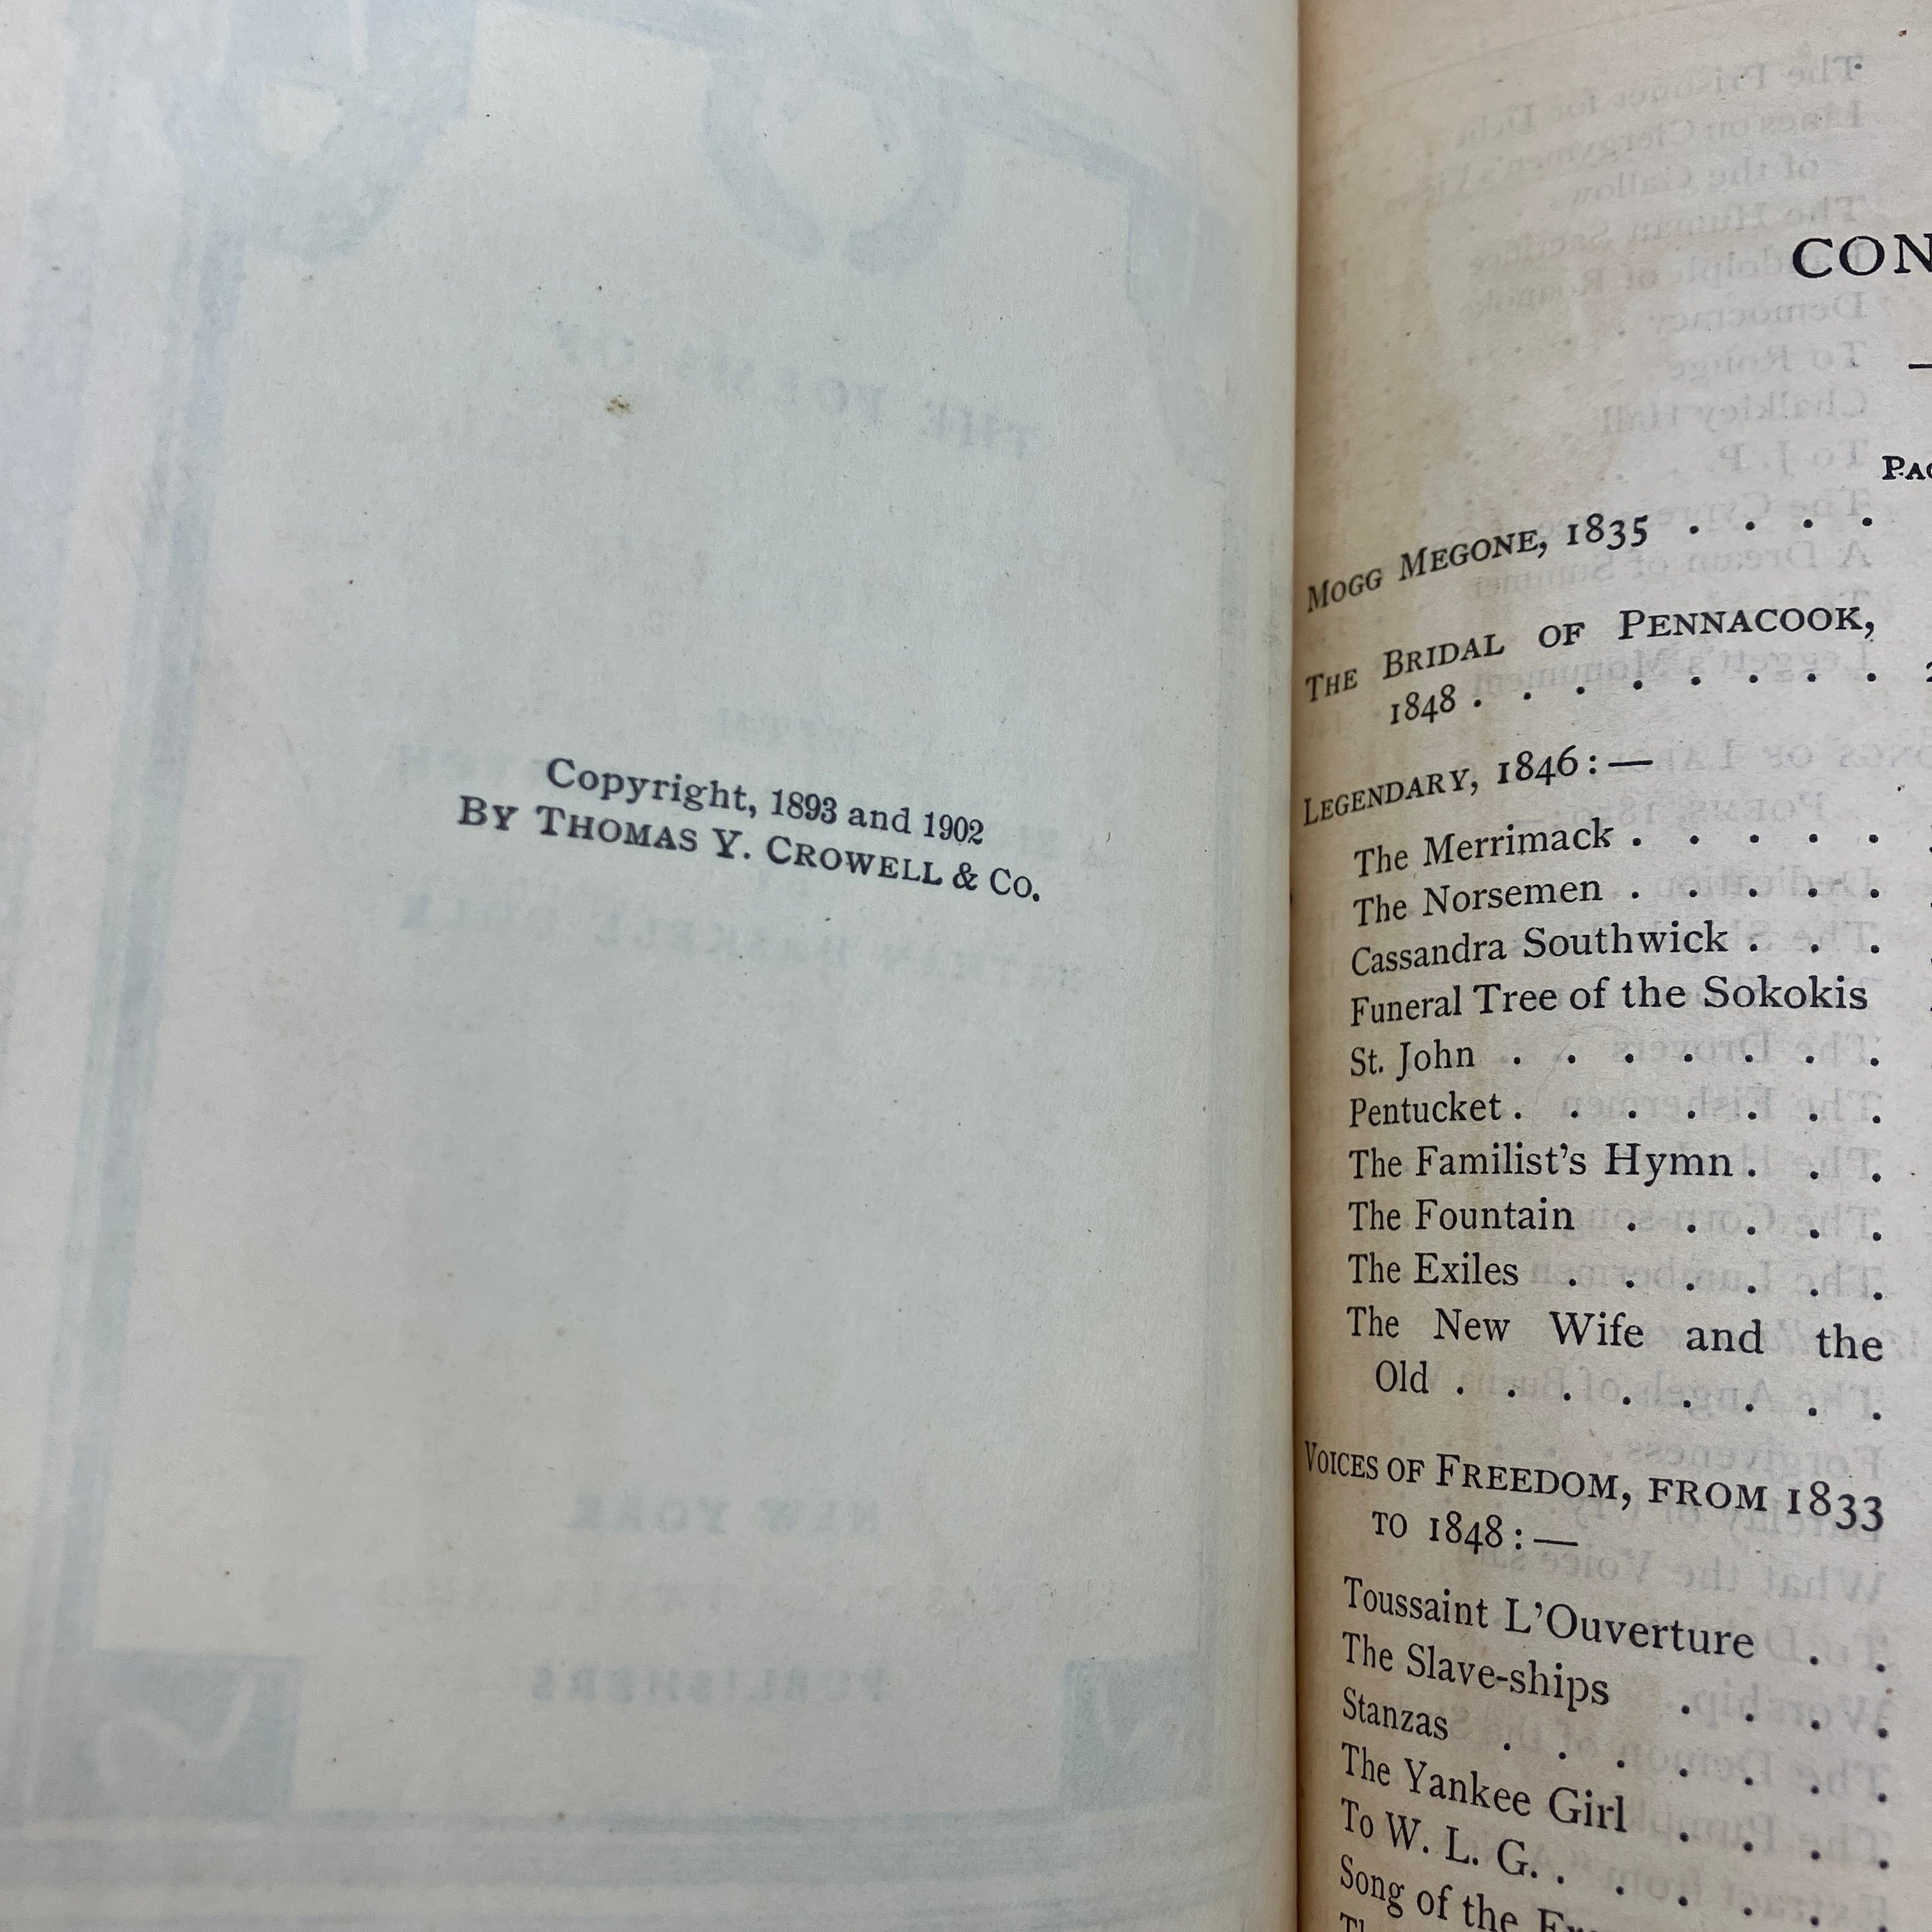 Copyright, 1893 and 1902
By Thomas Y. Crowell & Co.
MOGG MEGONE, 1835 . . . .
THE BRIDAL OF PENNACOOK,
1848 . . . . . . . .
LEGENDARY, 1846: —
The Merrimack . . . . .
The Norsemen . . . . .
Cassandra Southwick . . .
Funeral Tree of the Sokokis
St. John . . . . . . .
Pentucket . . . . . . .
The Familist's Hymn . . .
The Fountain . . . . .
The Exiles . . . . . .
The New Wife and the
Old . . . . . . . .
VOICES OF FREEDOM, FROM 1833
TO 1848: —
Toussaint L'Ouverture . .
The Slave-ships . . . .
Stanzas . . . . . . .
The Yankee Girl . . . .
To W. L. G. . . . . .
Song of the